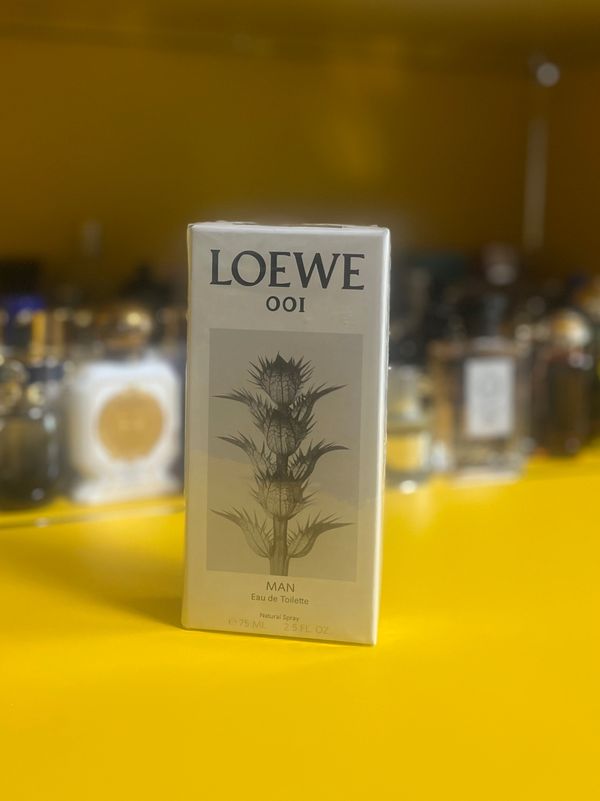 LOEWE
001
MAN
Eau de Toilette
Natural Spray
℮ 75 ML. 2.5 FL. OZ.